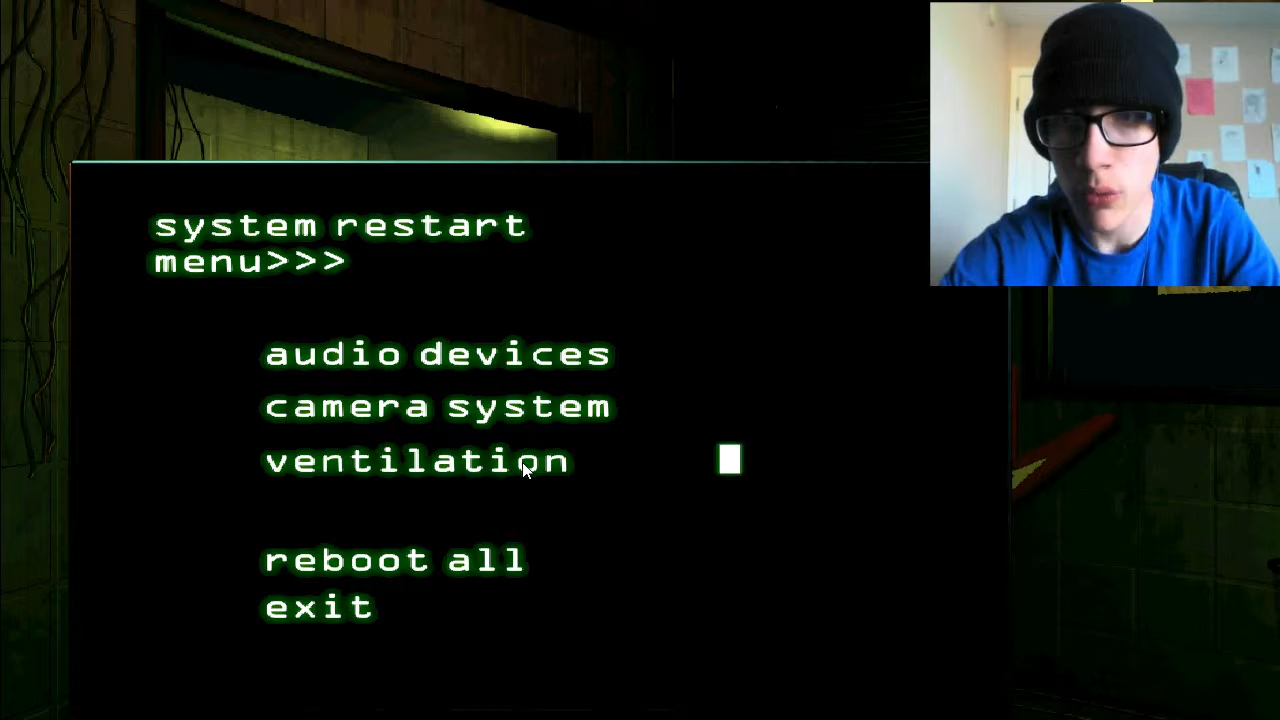 system restart
menu>>>
audio devices
camera system
ventilation
reboot all
exit